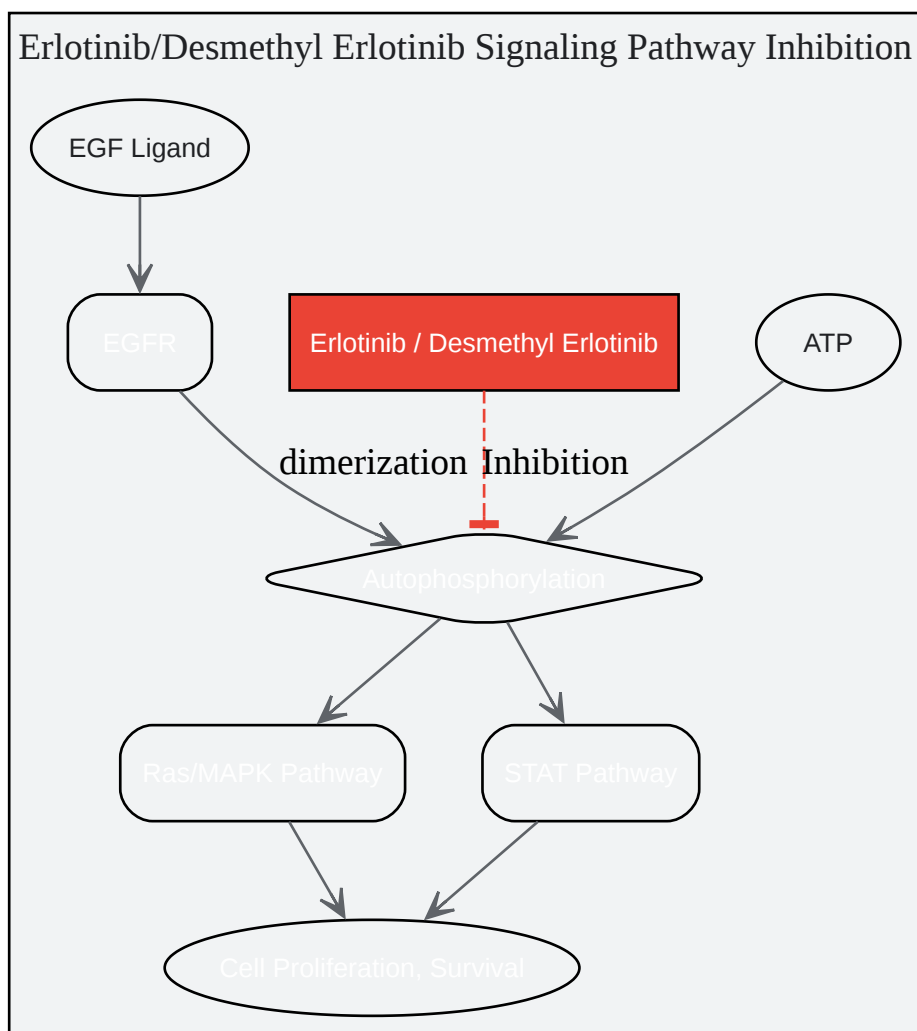 Erlotinib/Desmethyl Erlotinib Signaling Pathway Inhibition
EGF Ligand
EGFR
Erlotinib / Desmethyl Erlotinib
ATP
dimerization
Inhibition
Autophosphorylation
Ras/MAPK Pathway
STAT Pathway
Cell Proliferation, Survival